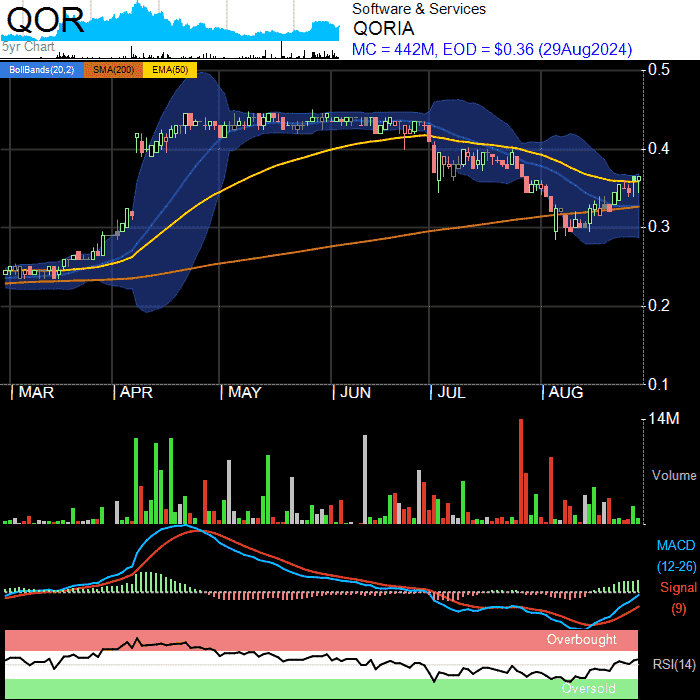 QOR
5yr Chart
Software & Services
QORIA
MC = 442M, EOD = $0.36 (29Aug2024)
BollBands(20,2) SMA(200) EMA(50)
0.5
0.4
0.3
0.2
0.1
MAR APR MAY JUN JUL AUG
14M
Volume
MACD
(12-26)
Signal
(9)
Overbought
RSI(14)
Oversold